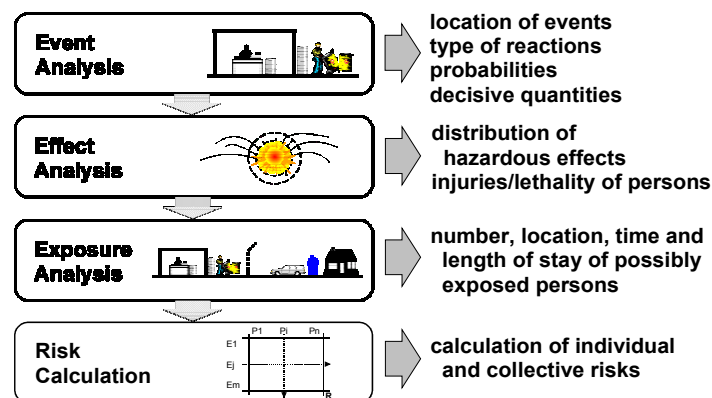 Event
Analysis
location of events
type of reactions
probabilities
decisive quantities
Effect
Analysis
distribution of
hazardous effects
injuries/lethality of persons
Exposure
Analysis
number, location, time and
length of stay of possibly
exposed persons
Risk
Calculation
P1 Pi Pn
E1
Ej
Em
R
calculation of individual
and collective risks